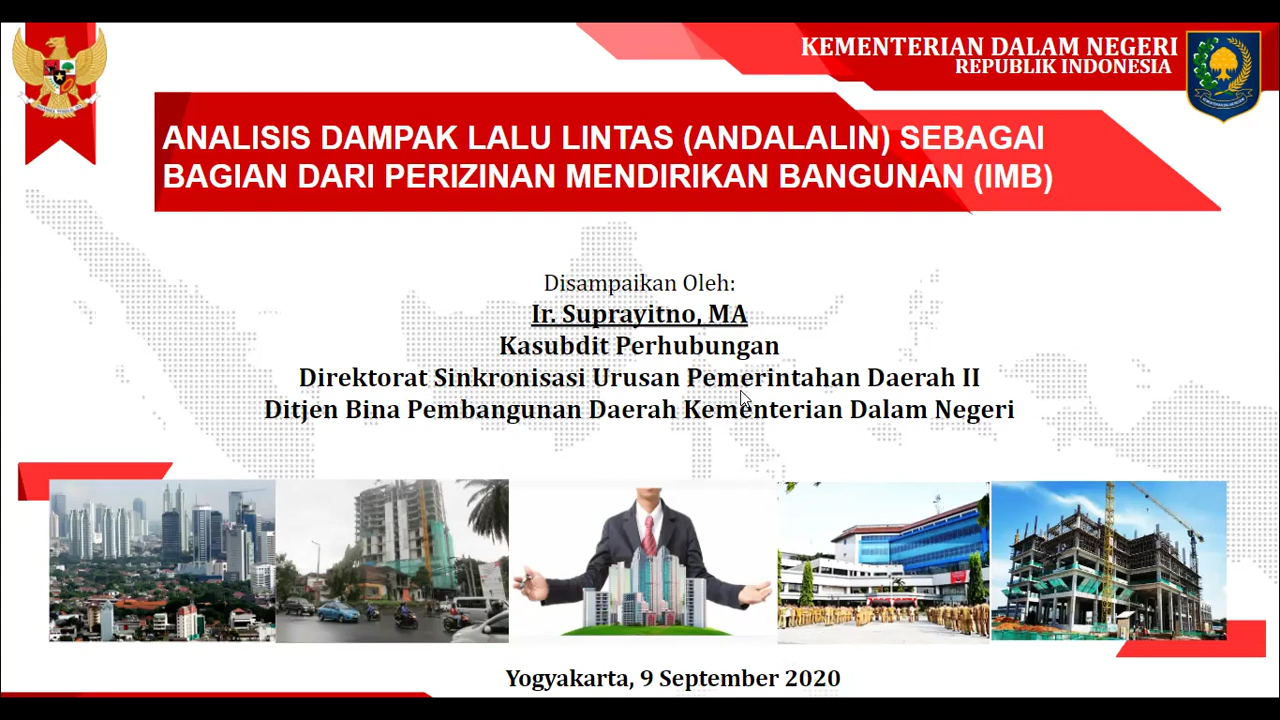 KEMENTERIAN DALAM NEGERI
REPUBLIK INDONESIA
ANALISIS DAMPAK LALU LINTAS (ANDALALIN) SEBAGAI
BAGIAN DARI PERIZINAN MENDIRIKAN BANGUNAN (IMB)
Disampaikan Oleh:
Ir. Suprayitno, MA
Kasubdit Perhubungan
Direktorat Sinkronisasi Urusan Pemerintahan Daerah II
Ditjen Bina Pembangunan Daerah Kementerian Dalam Negeri
Yogyakarta, 9 September 2020